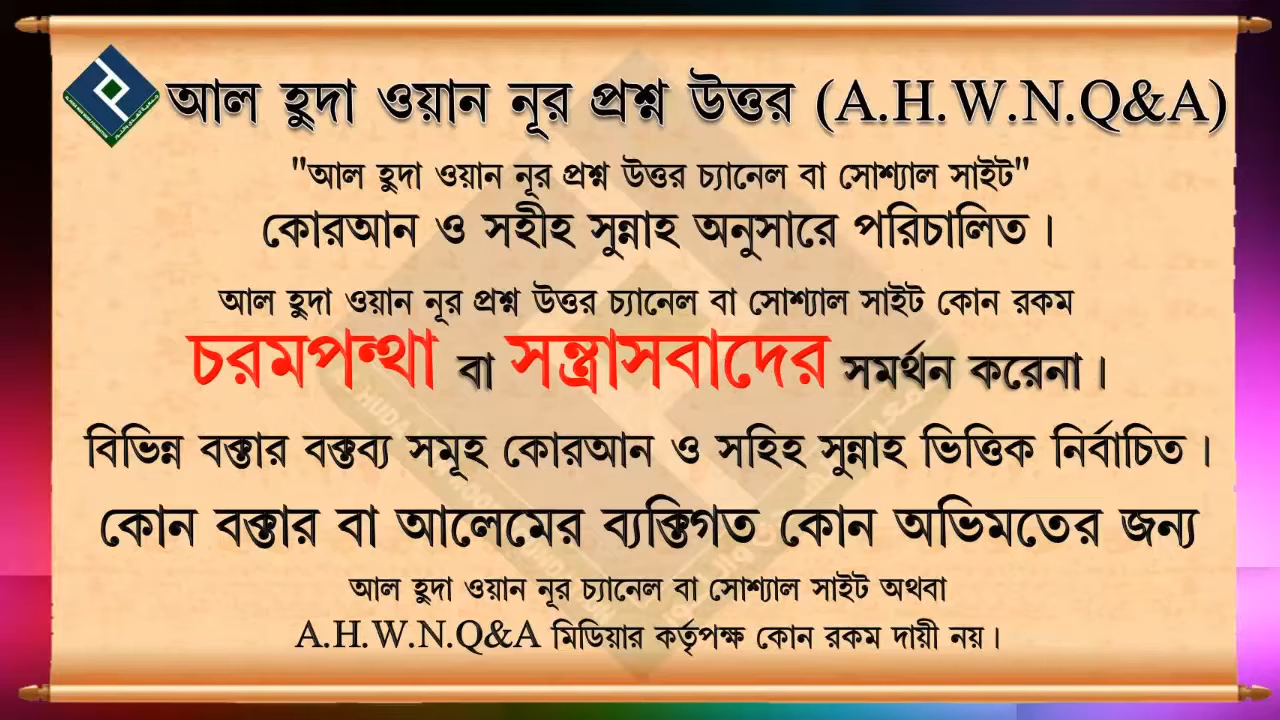 আল হুদা ওয়ান নূর প্রশ্ন উত্তর (A.H.W.N.Q&A)
"আল হুদা ওয়ান নূর প্রশ্ন উত্তর চ্যানেল বা সোশ্যাল সাইট"
কোরআন ও সহীহ সুন্নাহ অনুসারে পরিচালিত।
আল হুদা ওয়ান নূর প্রশ্ন উত্তর চ্যানেল বা সোশ্যাল সাইট কোন রকম
চরমপন্থা বা সন্ত্রাসবাদের সমর্থন করেনা।
বিভিন্ন বক্তার বক্তব্য সমূহ কোরআন ও সহিহ সুন্নাহ ভিত্তিক নির্বাচিত।
কোন বক্তার বা আলেমের ব্যক্তিগত কোন অভিমতের জন্য
আল হুদা ওয়ান নূর চ্যানেল বা সোশ্যাল সাইট অথবা
A.H.W.N.Q&A মিডিয়ার কর্তৃপক্ষ কোন রকম দায়ী নয়।